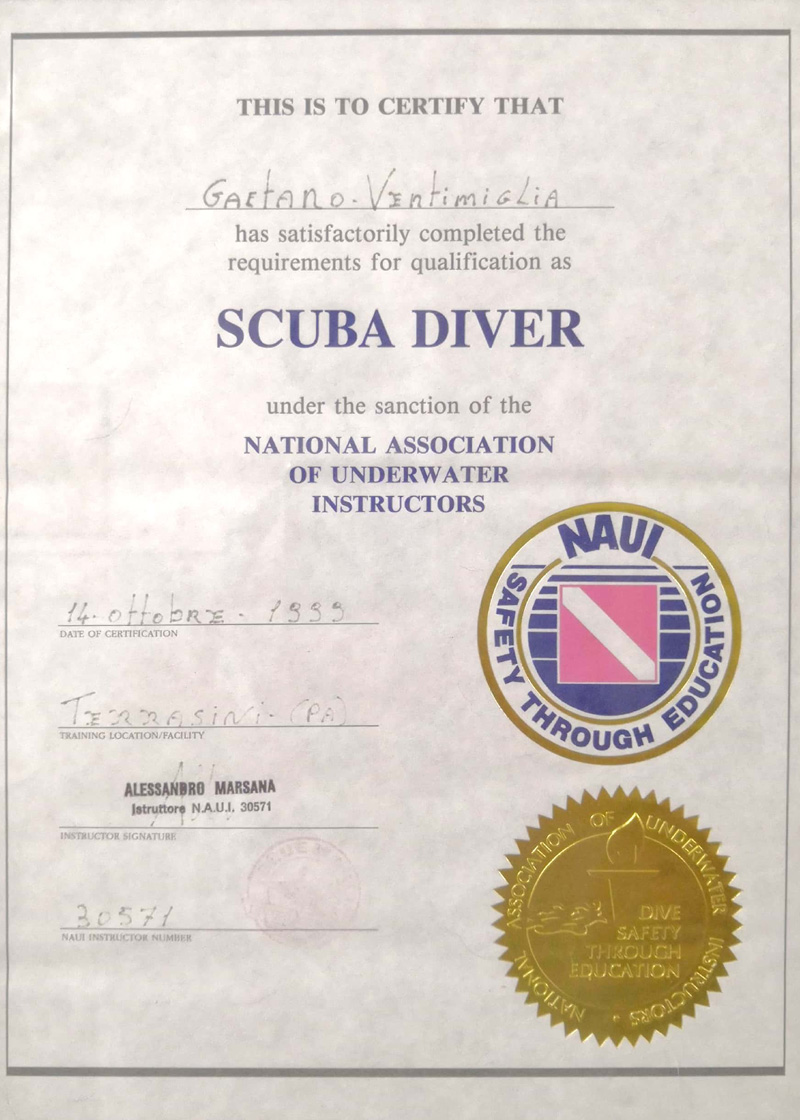 THIS IS TO CERTIFY THAT
GAEtANO-VENtimiGLiA
has satisfactorily completed the
requirements for qualification as
SCUBA DIVER
under the sanction of the
NATIONAL ASSOCIATION
OF UNDERWATER
INSTRUCTORS
NAUI
SAFETY THROUGH EDUCATION
14-ottobRE-1999
DATE OF CERTIFICATION
TERRASiNi-(PA)
TRAINING LOCATION/FACILITY
ALESSANDRO MARSANA
Istruttore N.A.U.I. 30571
INSTRUCTOR SIGNATURE
30571
NAUI INSTRUCTOR NUMBER
NATIONAL ASSOCIATION OF UNDERWATER INSTRUCTORS
DIVE
SAFETY
THROUGH
EDUCATION